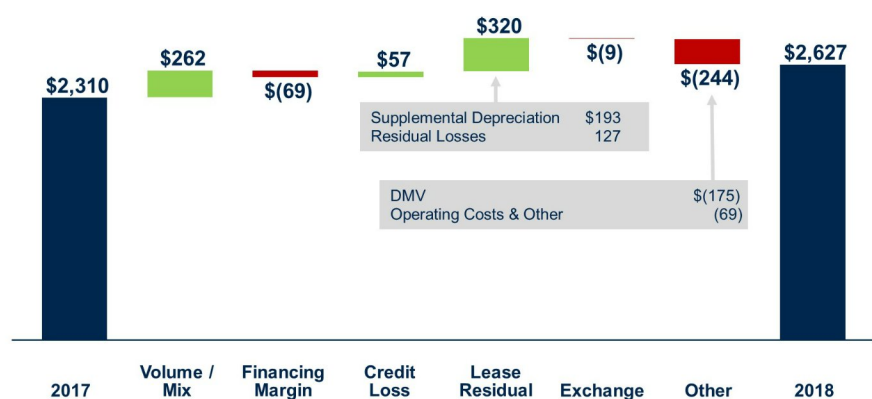 $2,310
$262
$(69)
$57
$320
$(9)
$(244)
$2,627
Supplemental Depreciation $193
Residual Losses 127
DMV $(175)
Operating Costs & Other (69)
2017
Volume /
Mix
Financing
Margin
Credit
Loss
Lease
Residual
Exchange
Other
2018